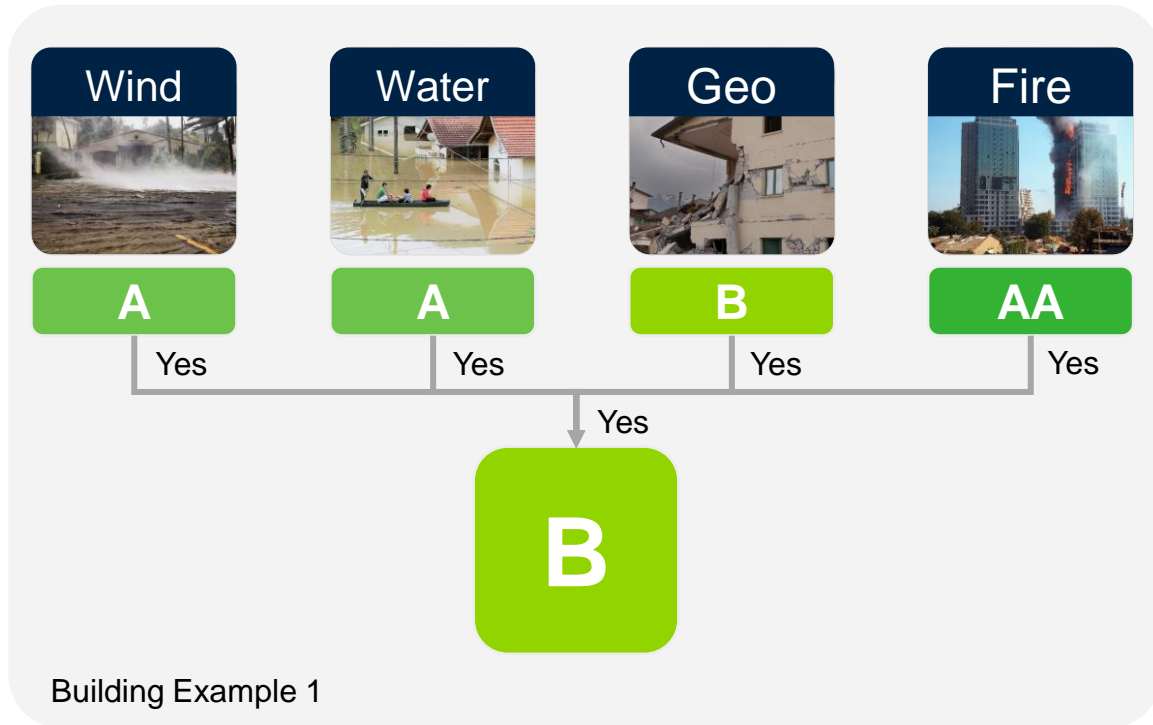 Wind
Water
Geo
Fire
A
A
B
AA
Yes
Yes
Yes
Yes
Yes
B
Building Example 1